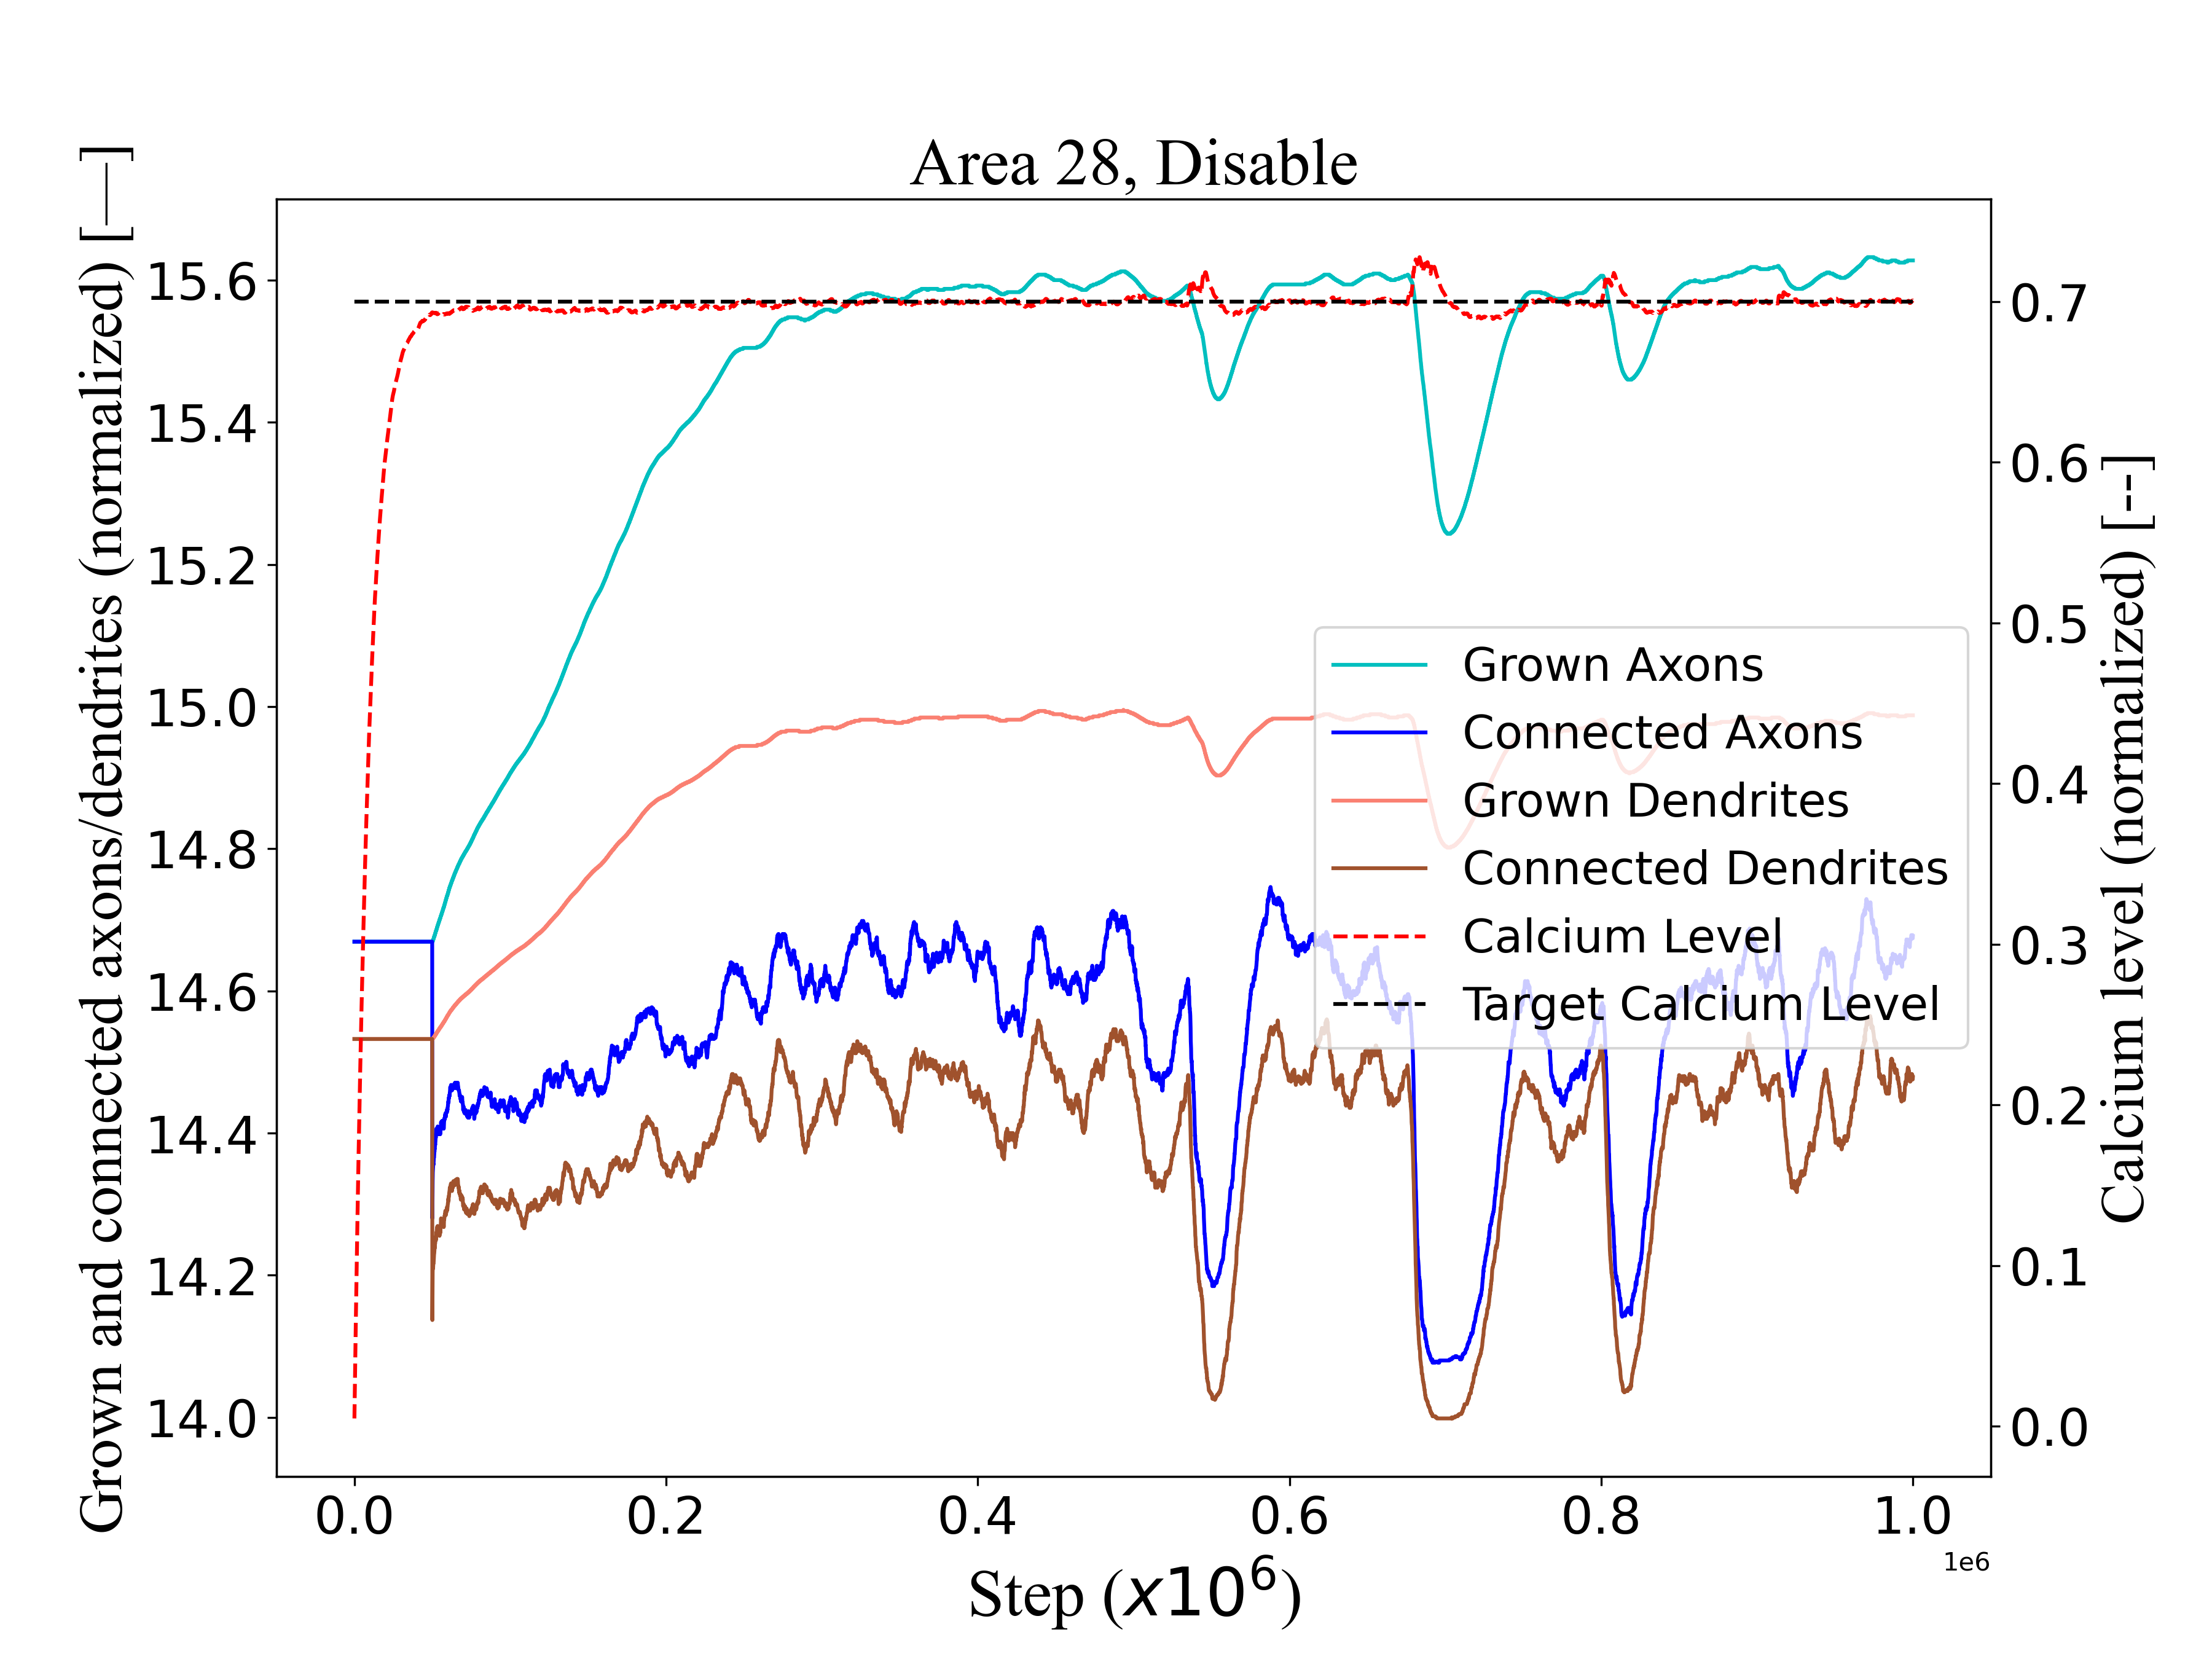 Area 28, Disable
Grown and connected axons/dendrites (normalized) [—]
15.6
15.4
15.2
15.0
14.8
14.6
14.4
14.2
14.0
0.7
0.6
0.5
0.4
0.3
0.2
0.1
0.0
Calcium level (normalized) [--]
Grown Axons
Connected Axons
Grown Dendrites
Connected Dendrites
Calcium Level
Target Calcium Level
0.0 0.2 0.4 0.6 0.8 1.0
1e6
Step (x10⁶)